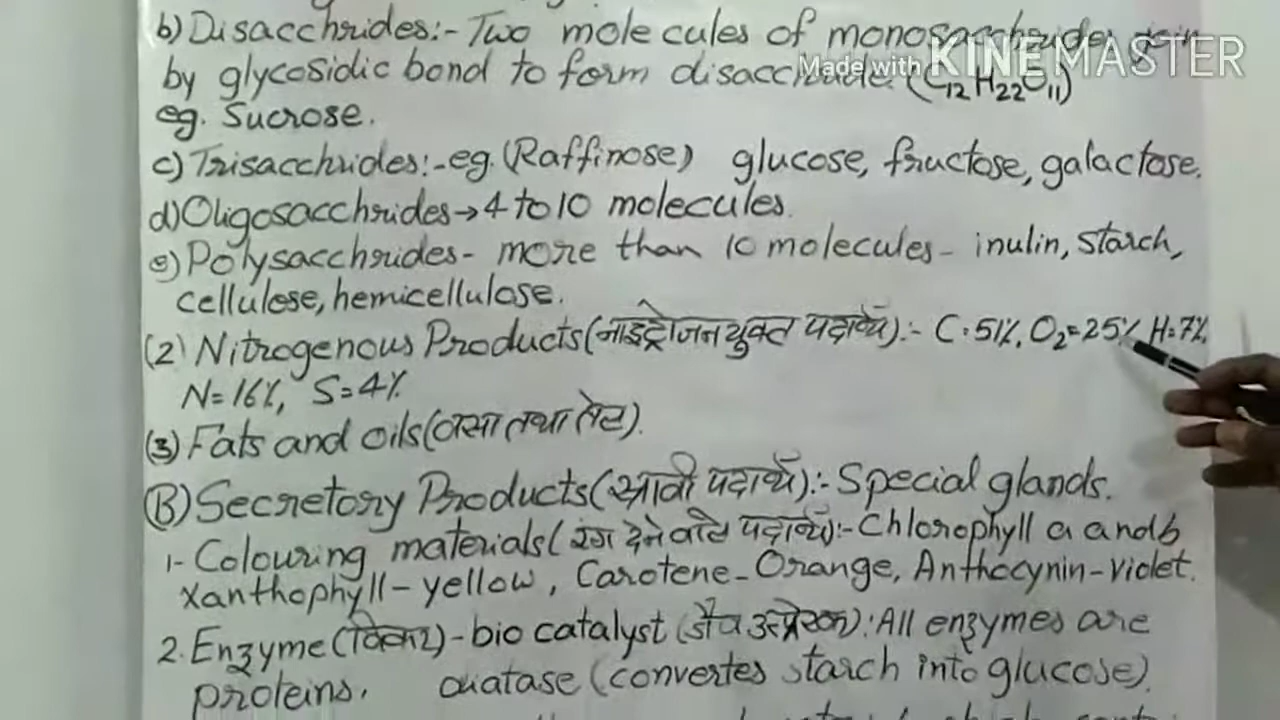 b) Disacchrides:- Two molecules of monosacchrides join
Made with KINEMASTER
by glycosidic bond to form disacchride. (C12H22O11)
eg. Sucrose.
c) Trisacchrides:- eg. (Raffinose) glucose, fructose, galactose.
d) Oligosacchrides → 4 to 10 molecules.
e) Polysacchrides - more than 10 molecules - inulin, starch,
cellulose, hemicellulose.
(2) Nitrogenous Products (नाइट्रोजन युक्त पदार्थ) :- C = 51%, O2 = 25% H = 7%,
N = 16%, S = 4%
(3) Fats and oils (वसा तथा तेल).
(B) Secretory Products (स्रावी पदार्थ) :- Special glands.
1- Colouring materials (रंग देने वाले पदार्थ) :- Chlorophyll a and b
Xanthophyll - yellow, Carotene - Orange, Anthocynin - violet.
2. Enzyme (विकर) - bio catalyst (जैव उत्प्रेरक) : All enzymes are
proteins. (convertes starch into glucose).